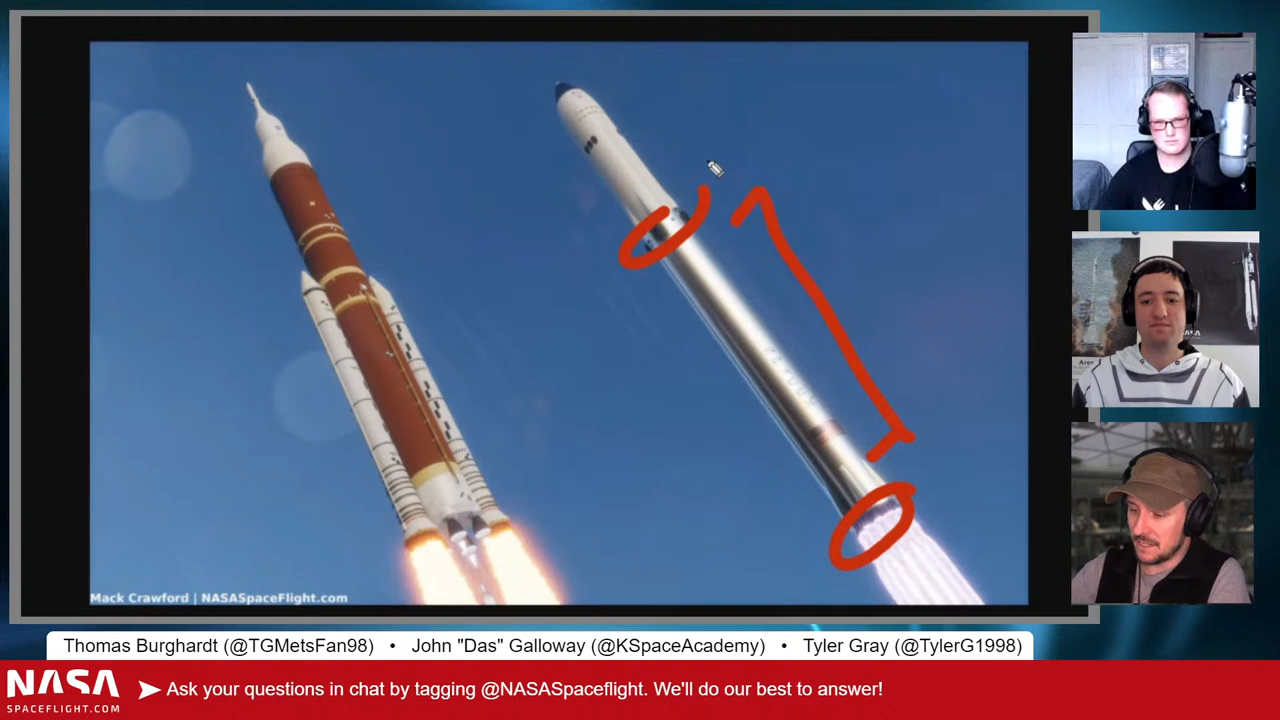 Mack Crawford | NASASpaceFlight.com
Thomas Burghardt (@TGMetsFan98) • John "Das" Galloway (@KSpaceAcademy) • Tyler Gray (@TylerG1998)
NASA
SPACEFLIGHT.COM
Ask your questions in chat by tagging @NASASpaceflight. We'll do our best to answer!